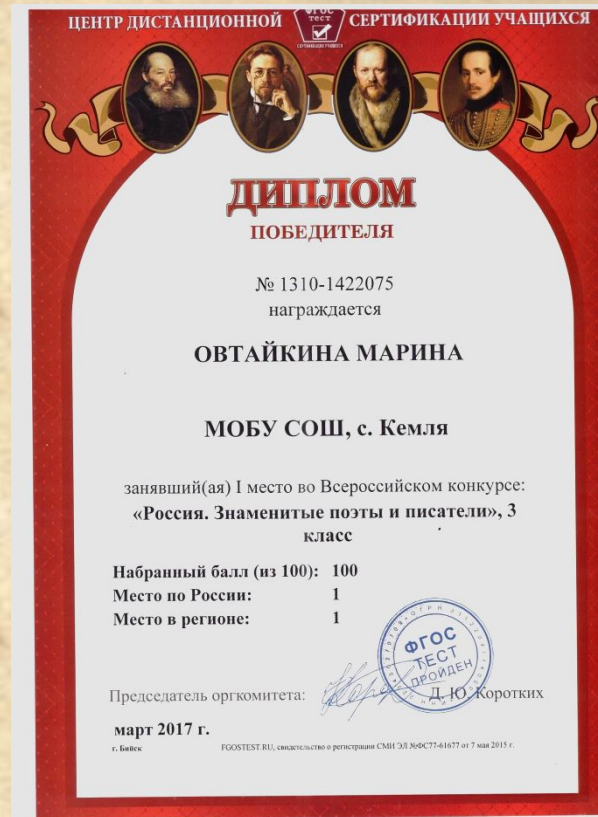 ЦЕНТР ДИСТАНЦИОННОЙ СЕРТИФИКАЦИИ УЧАЩИХСЯ
ФГОС
ТЕСТ
ДИПЛОМ
ПОБЕДИТЕЛЯ
№ 1310-1422075
награждается
ОВТАЙКИНА МАРИНА
МОБУ СОШ, с. Кемля
занявший(ая) I место во Всероссийском конкурсе:
«Россия. Знаменитые поэты и писатели», 3
класс
Набранный балл (из 100): 100
Место по России: 1
Место в регионе: 1
ФГОС
ТЕСТ
ПРОЙДЕН
Председатель оргкомитета: Д. Ю. Коротких
март 2017 г.
г. Бийск FGOSTEST.RU, свидетельство о регистрации СМИ ЭЛ №ФС77-61677 от 7 мая 2015 г.